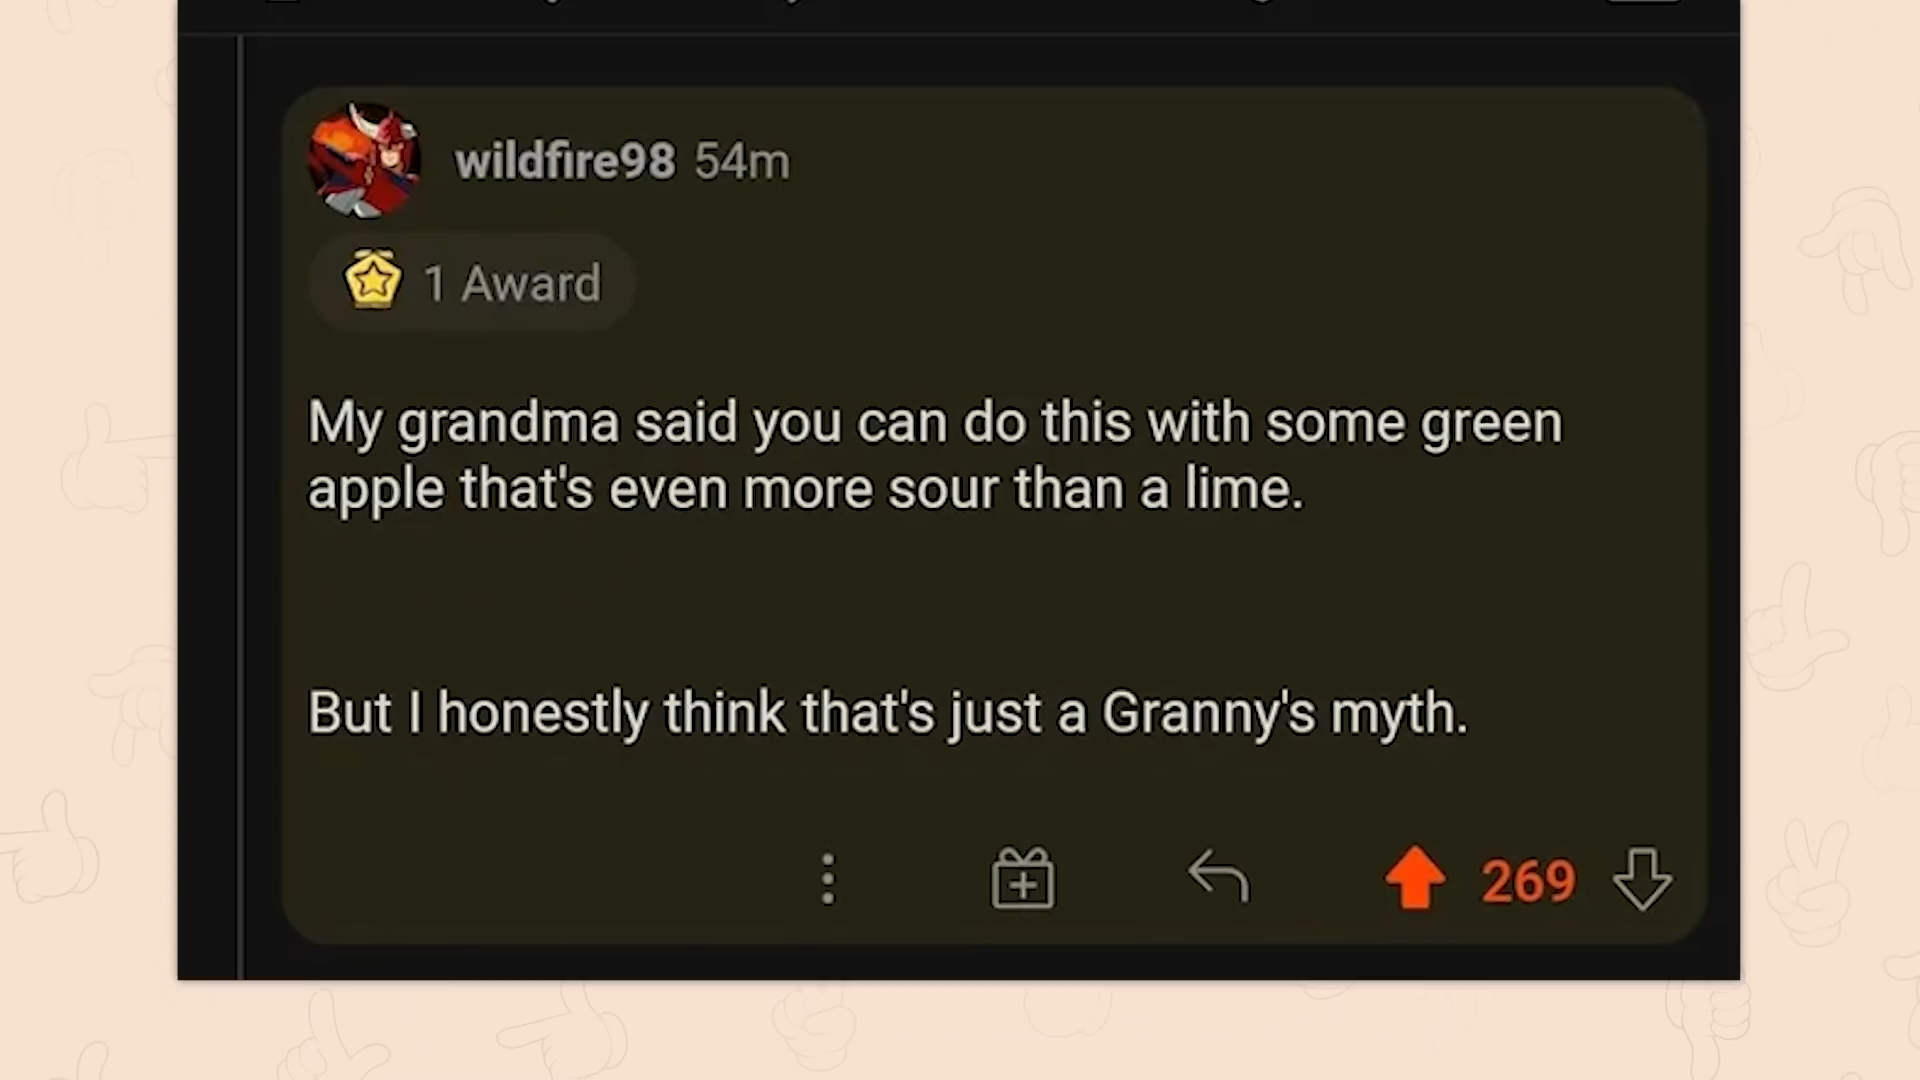 wildfire98 54m
1 Award
My grandma said you can do this with some green
apple that's even more sour than a lime.
But I honestly think that's just a Granny's myth.
269